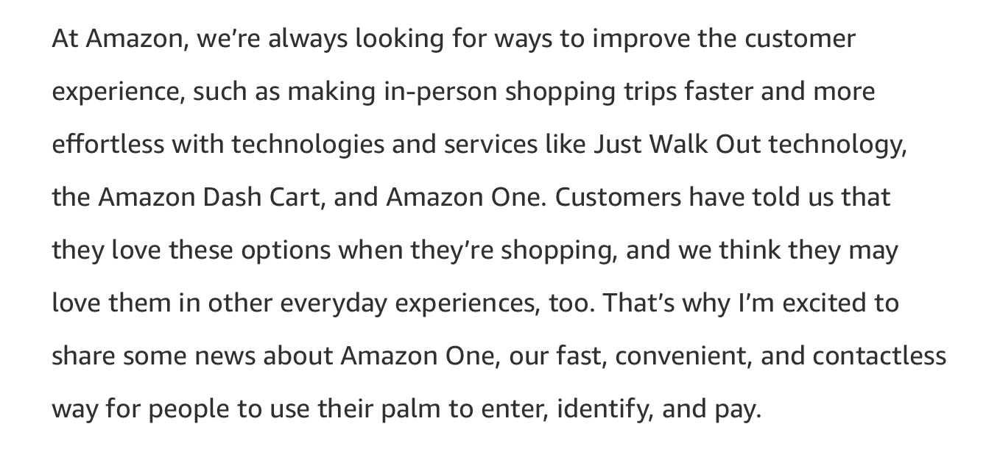 At Amazon, we’re always looking for ways to improve the customer
experience, such as making in-person shopping trips faster and more
effortless with technologies and services like Just Walk Out technology,
the Amazon Dash Cart, and Amazon One. Customers have told us that
they love these options when they’re shopping, and we think they may
love them in other everyday experiences, too. That’s why I’m excited to
share some news about Amazon One, our fast, convenient, and contactless
way for people to use their palm to enter, identify, and pay.